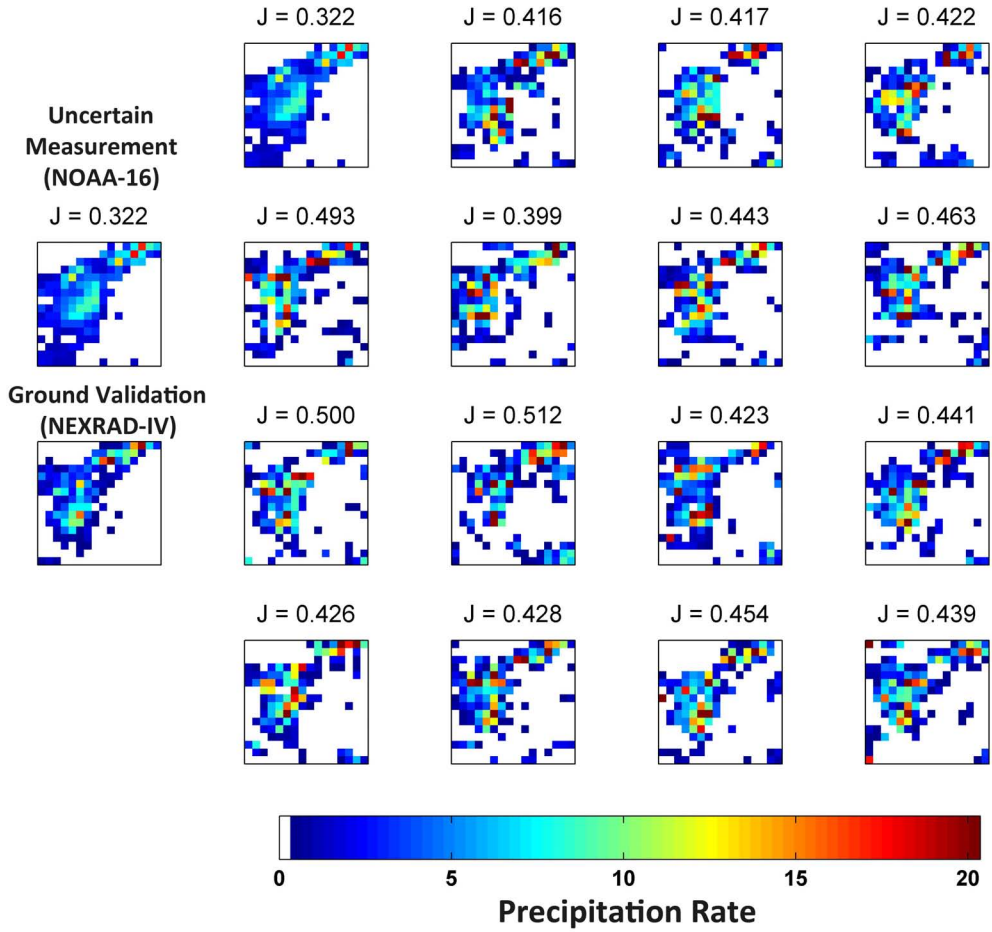 J = 0.322 J = 0.416 J = 0.417 J = 0.422
Uncertain
Measurement
(NOAA-16)
J = 0.322 J = 0.493 J = 0.399 J = 0.443 J = 0.463
Ground Validation
(NEXRAD-IV)
J = 0.500 J = 0.512 J = 0.423 J = 0.441
J = 0.426 J = 0.428 J = 0.454 J = 0.439
0 5 10 15 20
Precipitation Rate